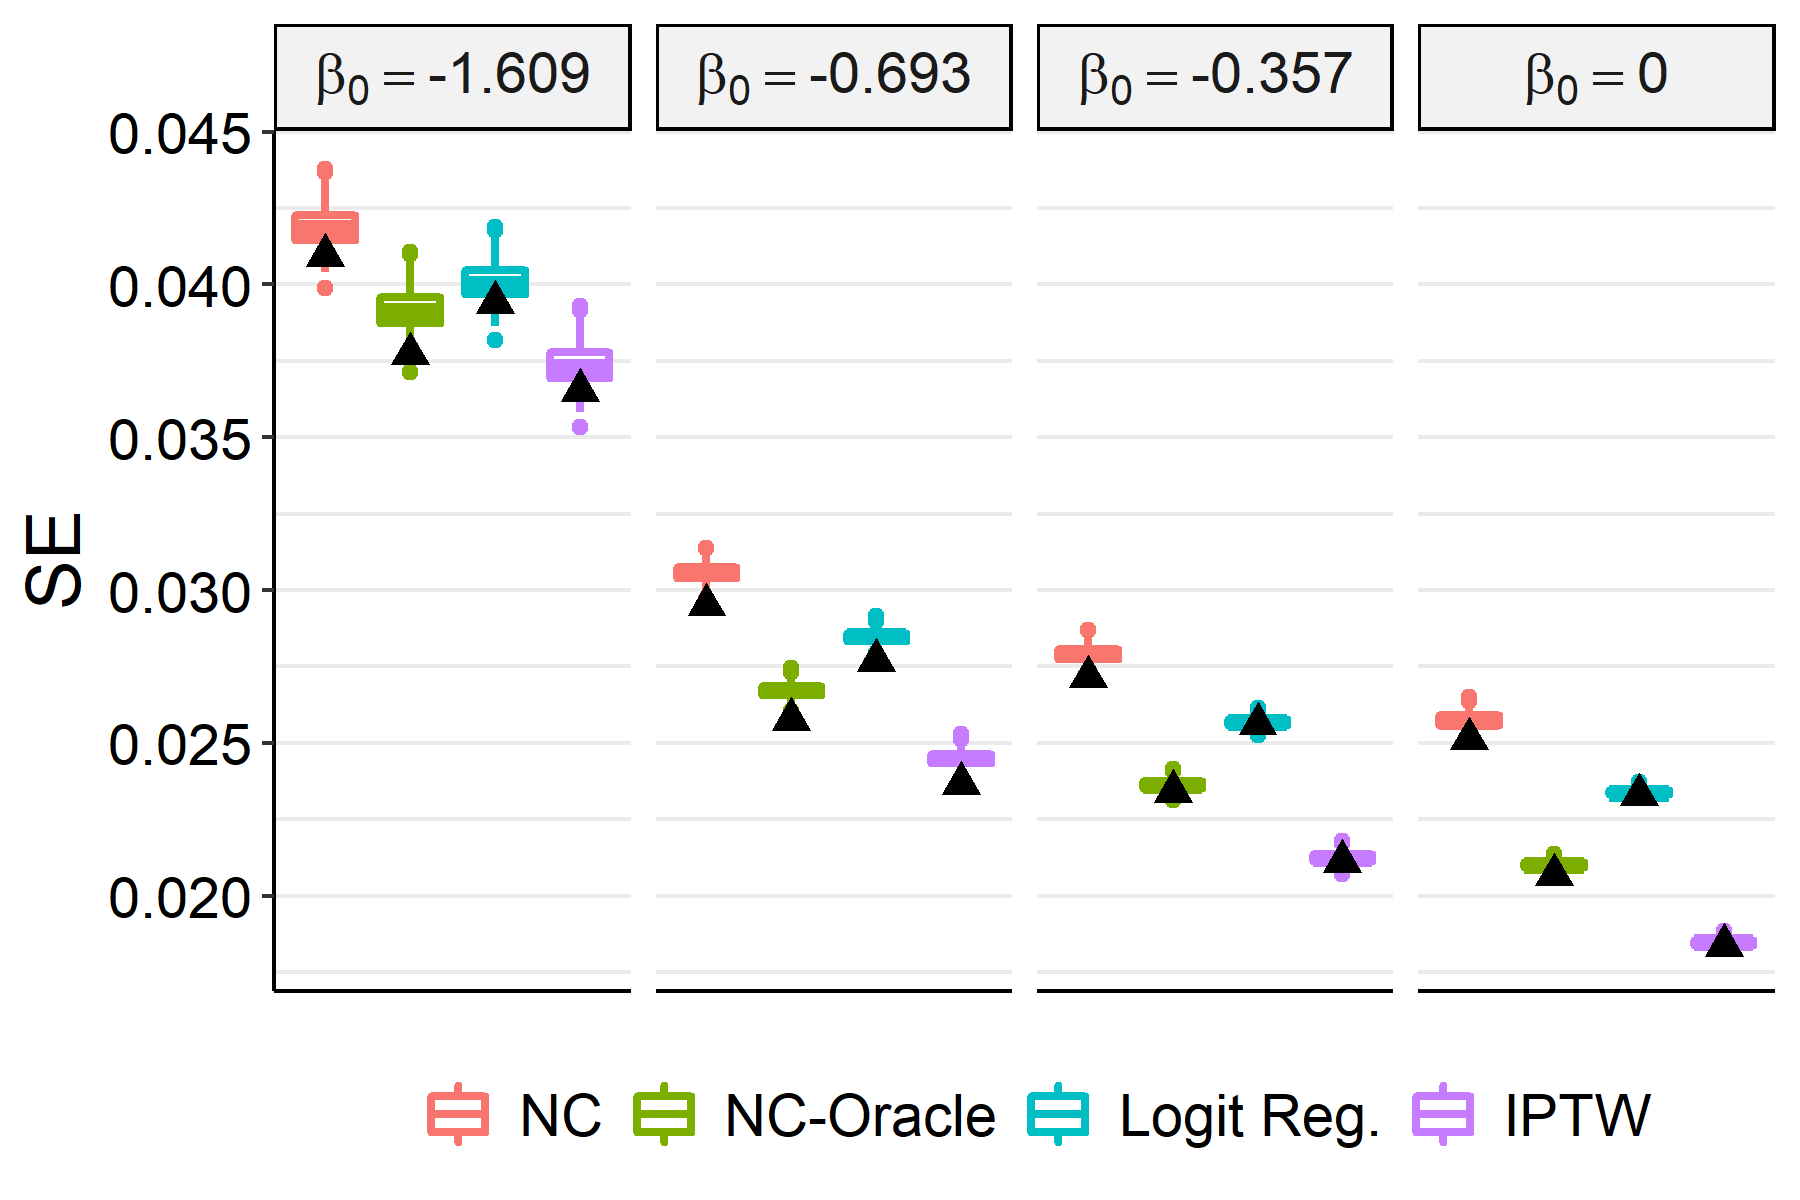 β0 = -1.609 β0 = -0.693 β0 = -0.357 β0 = 0
0.045
0.040
0.035
0.030
0.025
0.020
SE
NC NC-Oracle Logit Reg. IPTW